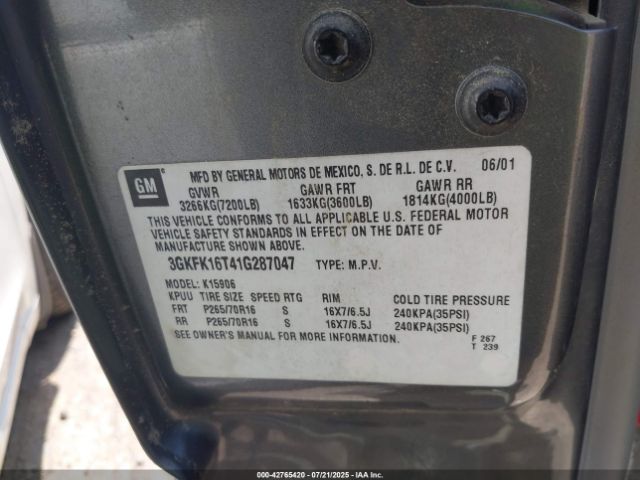 GM
MFD BY GENERAL MOTORS DE MEXICO, S. DE R.L. DE C.V. 06/01
GVWR GAWR FRT GAWR RR
3266KG(7200LB) 1633KG(3600LB) 1814KG(4000LB)
THIS VEHICLE CONFORMS TO ALL APPLICABLE U.S. FEDERAL MOTOR
VEHICLE SAFETY STANDARDS IN EFFECT ON THE DATE OF
MANUFACTURE SHOWN ABOVE.
3GKFK16T41G287047 TYPE: M.P.V.
MODEL: K15906
KPUU TIRE SIZE SPEED RTG RIM COLD TIRE PRESSURE
FRT P265/70R16 S 16X7/6.5J 240KPA(35PSI)
RR P265/70R16 S 16X7/6.5J 240KPA(35PSI)
SEE OWNER'S MANUAL FOR MORE INFORMATION.
F 267
T 239
000-42765420 07/21/2025 Copyright IAA, LLC